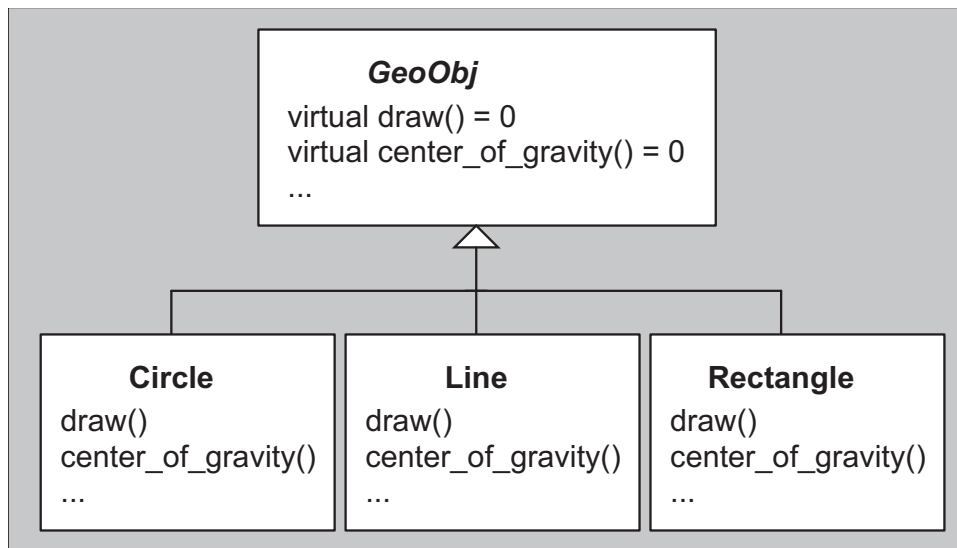 GeoObj
virtual draw() = 0
virtual center_of_gravity() = 0
...
Circle
draw()
center_of_gravity()
...
Line
draw()
center_of_gravity()
...
Rectangle
draw()
center_of_gravity()
...